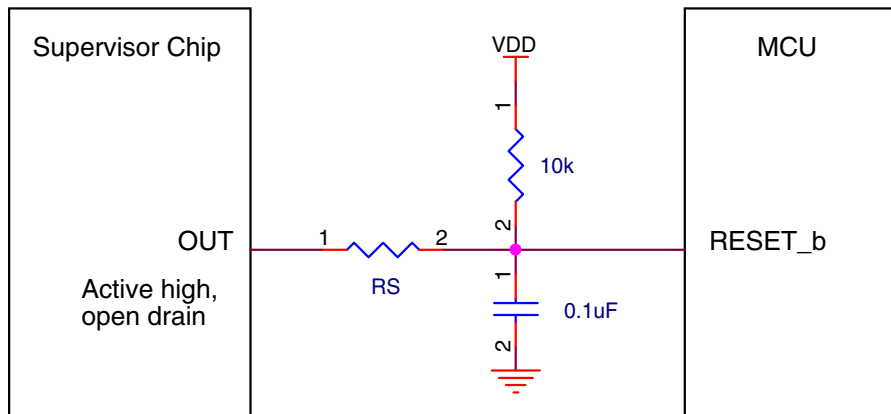 Supervisor Chip
VDD
MCU
1
10k
2
OUT
1
2
RESET_b
RS
1
Active high,
open drain
0.1uF
2